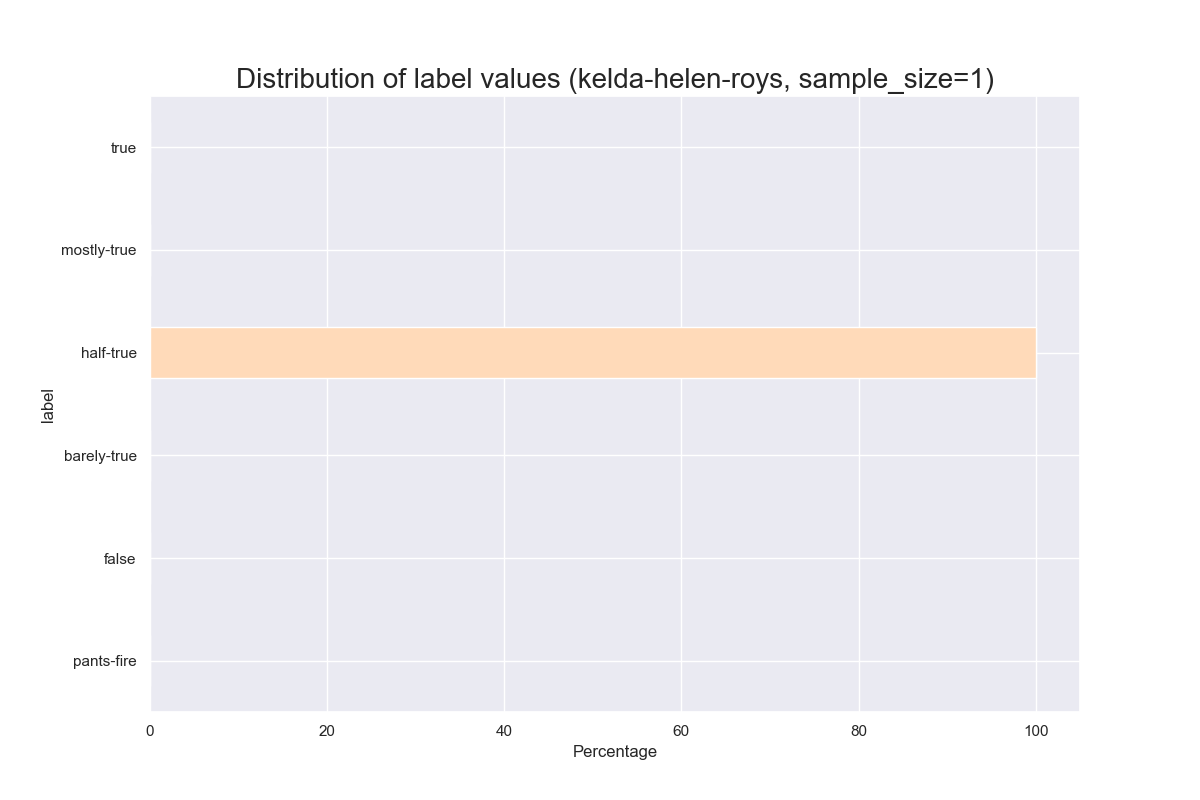 Distribution of label values (kelda-helen-roys, sample_size=1)
true
mostly-true
half-true
label
barely-true
false
pants-fire
0 20 40 60 80 100
Percentage